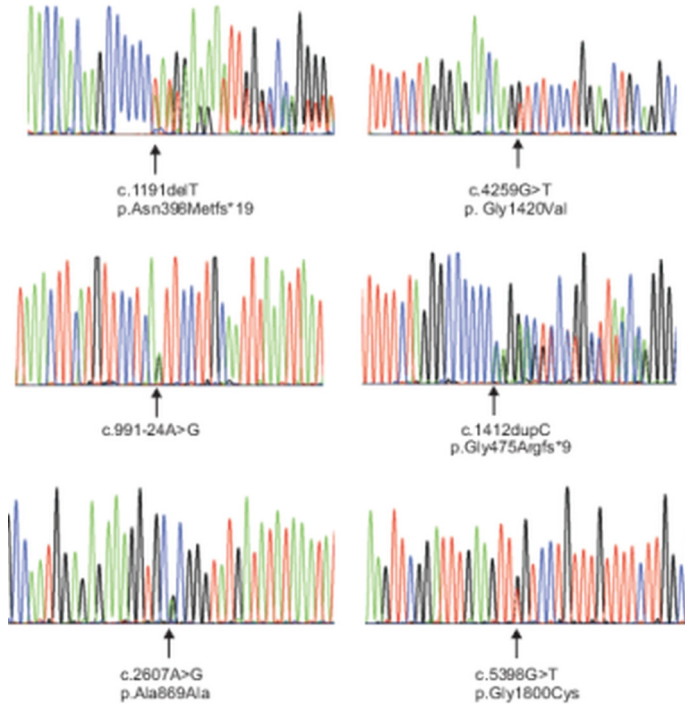 c.1191delT
p.Asn398Metfs*19
c.4259G>T
p. Gly1420Val
c.991-24A>G
c.1412dupC
p.Gly475Argfs*9
c.2607A>G
p.Ala869Ala
c.5398G>T
p.Gly1800Cys